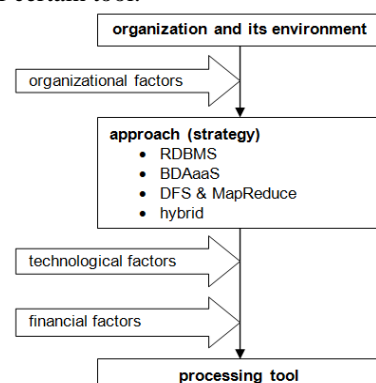 certain tool.
organization and its environment
organizational factors
approach (strategy)
• RDBMS
• BDAaaS
• DFS & MapReduce
• hybrid
technological factors
financial factors
processing tool